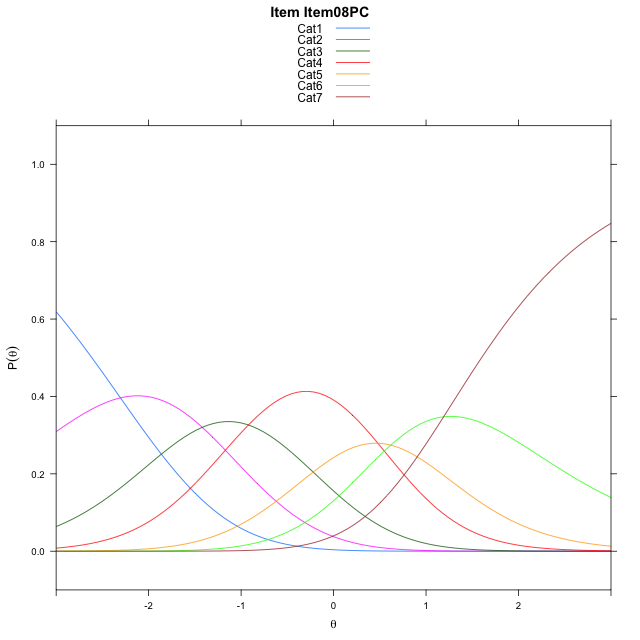 Item Item08PC
Cat1
Cat2
Cat3
Cat4
Cat5
Cat6
Cat7
1.0
0.8
0.6
0.4
0.2
0.0
P(θ)
-2 -1 0 1 2
θ